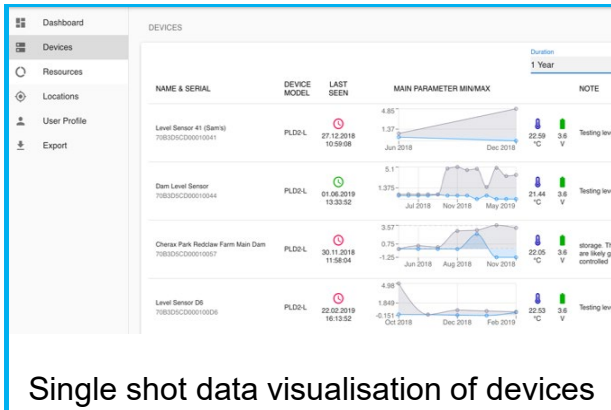 Dashboard
Devices
Resources
Locations
User Profile
Export
DEVICES
Duration
1 Year
NAME & SERIAL
DEVICE MODEL
LAST SEEN
MAIN PARAMETER MIN/MAX
NOTE
Level Sensor 41 (Sam's)
70B3D5CD00010041
PLD2-L
27.12.2018
10:59:08
4.85
1.37
Jun 2018 Dec 2018
22.59 °C
3.6 V
Testing leve
Dam Level Sensor
70B3D5CD00010044
PLD2-L
01.06.2019
13:33:52
5.1
1.375
Jul 2018 Nov 2018 May 2019
21.44 °C
3.6 V
Testing leve
Cherax Park Redclaw Farm Main Dam
70B3D5CD00010057
PLD2-L
30.11.2018
11:58:04
3.57
0.75
-1.25
Jun 2018 Aug 2018 Nov 2018
22.05 °C
3.6 V
storage. Th
are likely g
controlled
Level Sensor D6
70B3D5CD000100D6
PLD2-L
22.02.2019
16:13:52
4.98
1.849
-0.151
Oct 2018 Dec 2018 Feb 2019
22.53 °C
3.6 V
Testing leve
Single shot data visualisation of devices